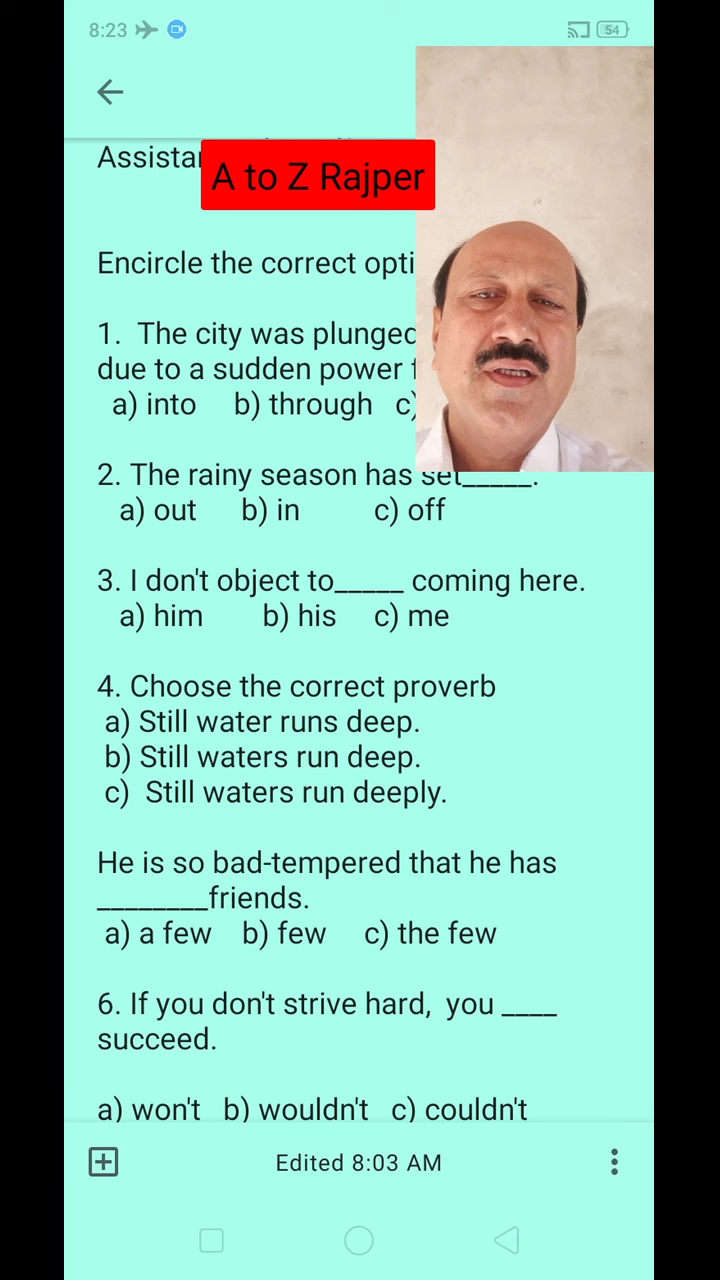 8:23
54
Assista
A to Z Rajper
Encircle the correct opti
1. The city was plunged
due to a sudden power
a) into b) through c)
2. The rainy season has set_____.
a) out b) in c) off
3. I don't object to_____ coming here.
a) him b) his c) me
4. Choose the correct proverb
a) Still water runs deep.
b) Still waters run deep.
c) Still waters run deeply.
He is so bad-tempered that he has
________friends.
a) a few b) few c) the few
6. If you don't strive hard, you ____
succeed.
a) won't b) wouldn't c) couldn't
Edited 8:03 AM